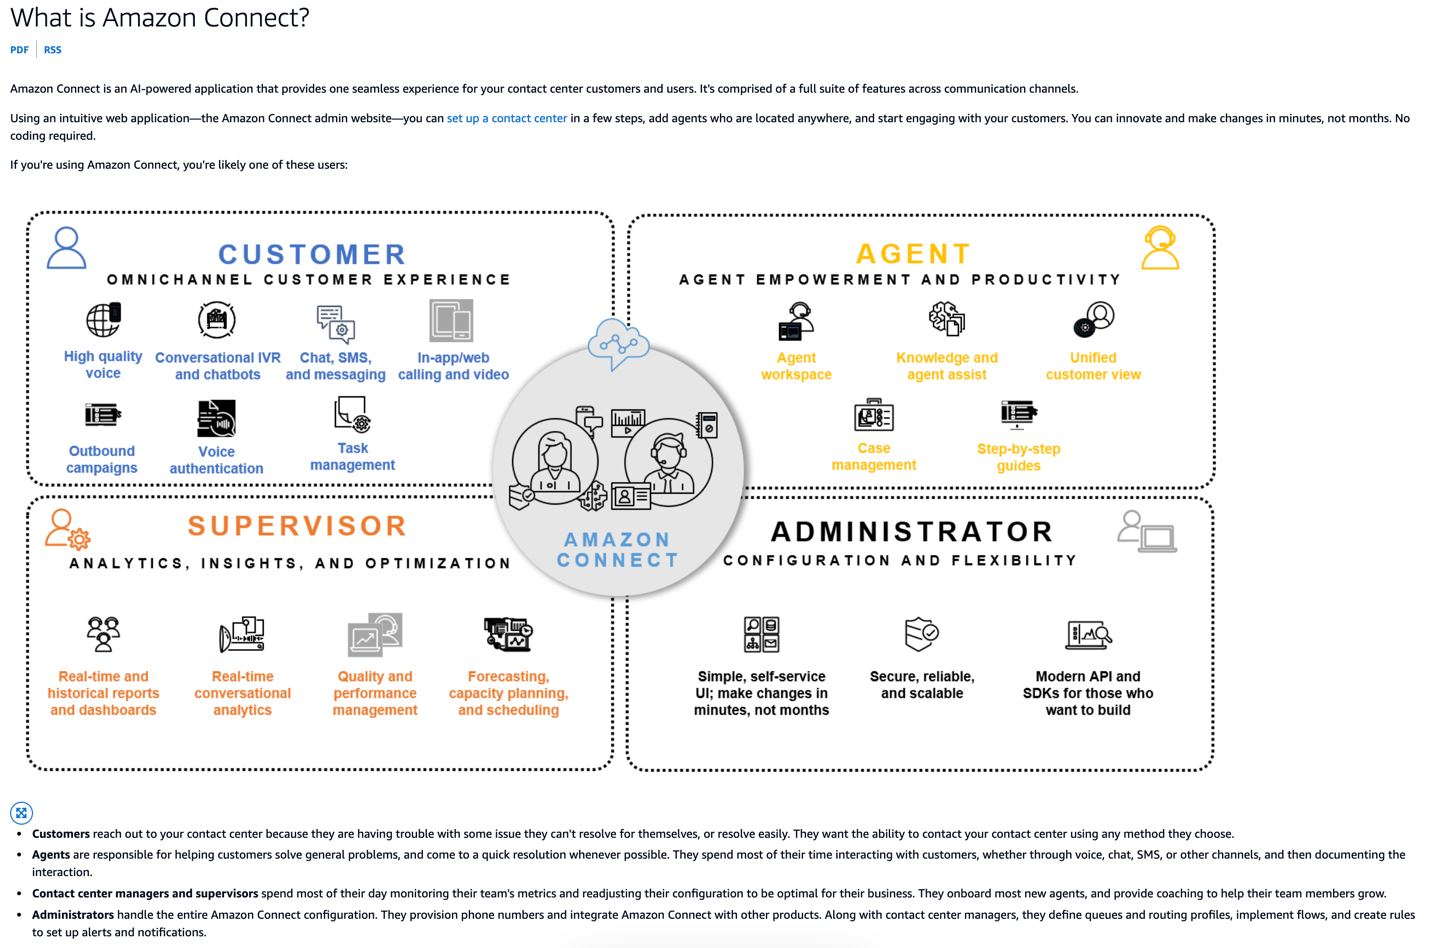 What is Amazon Connect?
PDF
RSS
Amazon Connect is an AI-powered application that provides one seamless experience for your contact center customers and users. It's comprised of a full suite of features across communication channels.
Using an intuitive web application—the Amazon Connect admin website—you can set up a contact center in a few steps, add agents who are located anywhere, and start engaging with your customers. You can innovate and make changes in minutes, not months. No
coding required.
If you're using Amazon Connect, you're likely one of these users:
CUSTOMER
OMNICHANNEL CUSTOMER EXPERIENCE
High quality
voice
Conversational IVR
and chatbots
Chat, SMS,
and messaging
In-app/web
calling and video
Outbound
campaigns
Voice
authentication
Task
management
AGENT
AGENT EMPOWERMENT AND PRODUCTIVITY
Agent
workspace
Knowledge and
agent assist
Unified
customer view
Case
management
Step-by-step
guides
AMAZON
CONNECT
SUPERVISOR
ANALYTICS, INSIGHTS, AND OPTIMIZATION
Real-time and
historical reports
and dashboards
Real-time
conversational
analytics
Quality and
performance
management
Forecasting,
capacity planning,
and scheduling
ADMINISTRATOR
CONFIGURATION AND FLEXIBILITY
Simple, self-service
UI; make changes in
minutes, not months
Secure, reliable,
and scalable
Modern API and
SDKs for those who
want to build
• Customers reach out to your contact center because they are having trouble with some issue they can't resolve for themselves, or resolve easily. They want the ability to contact your contact center using any method they choose.
• Agents are responsible for helping customers solve general problems, and come to a quick resolution whenever possible. They spend most of their time interacting with customers, whether through voice, chat, SMS, or other channels, and then documenting the
interaction.
• Contact center managers and supervisors spend most of their day monitoring their team's metrics and readjusting their configuration to be optimal for their business. They onboard most new agents, and provide coaching to help their team members grow.
• Administrators handle the entire Amazon Connect configuration. They provision phone numbers and integrate Amazon Connect with other products. Along with contact center managers, they define queues and routing profiles, implement flows, and create rules
to set up alerts and notifications.